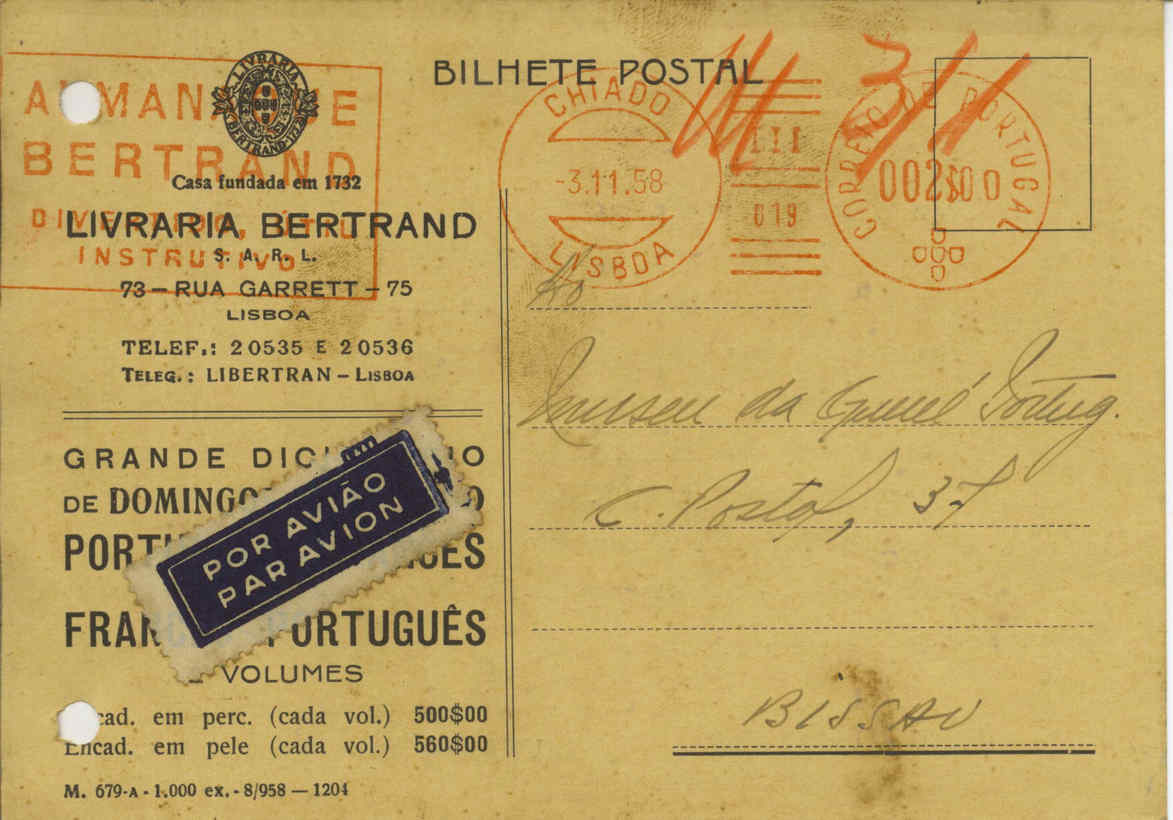 BILHETE POSTAL
LIVRARIA
BERTRAND
Casa fundada em 1732
LIVRARIA BERTRAND
S. A. R. L.
73 — RUA GARRETT — 75
LISBOA
TELEF.: 20535 E 20536
TELEG.: LIBERTRAN — LISBOA
BERTRAND
INSTRUTIVO
GRANDE
DE DOMINGO
POR AVIÃO
PAR AVION
PORTUGUÊS
VOLUMES
em perc. (cada vol.) 500$00
Encad. em pele (cada vol.) 560$00
M. 679-A - 1.000 ex. - 8/958 — 1204
CHIADO
-3.11.58
LISBOA
019
CORREIO DE PORTUGAL
002$00
31
Ao
Museu da Guiné Portug.
C. Postal, 37
BISSAU